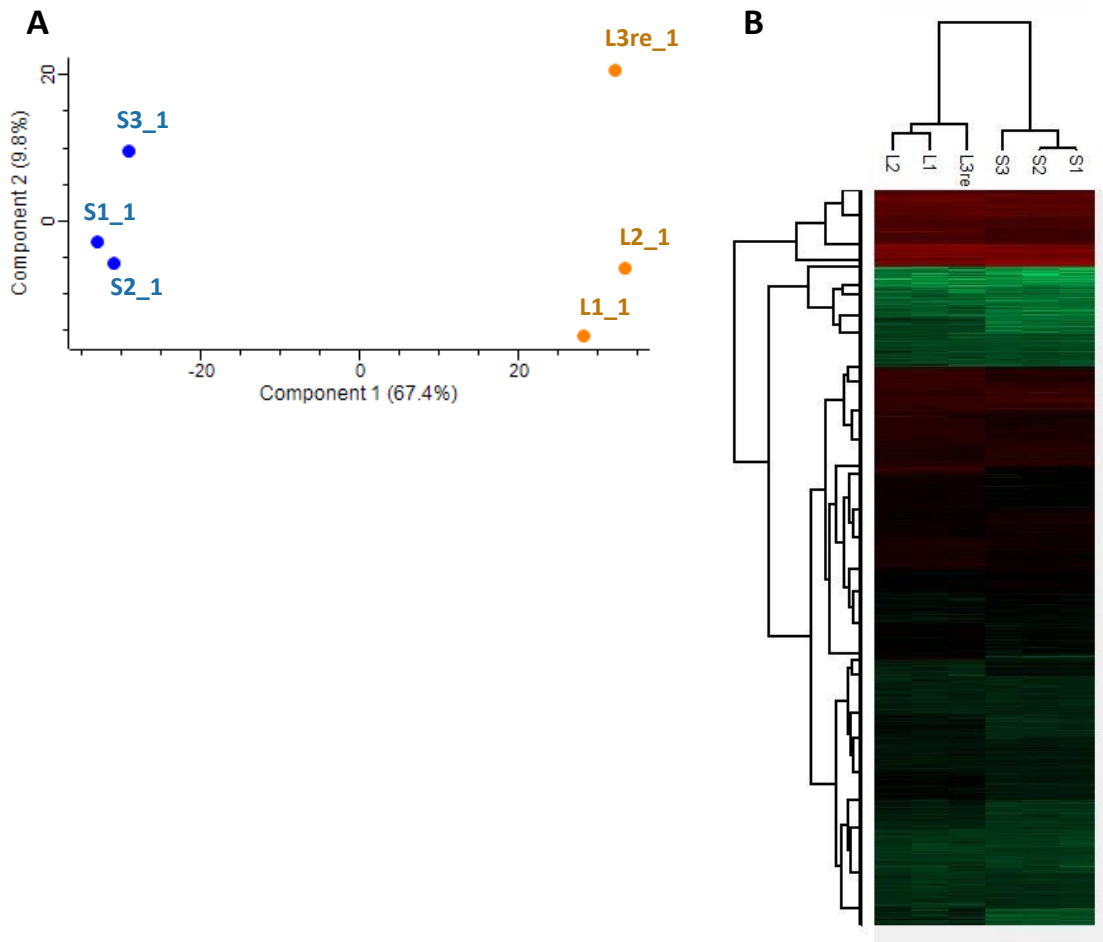 A
L3re_1
20
S3_1
S1_1
0
S2_1
L2_1
L1_1
Component 2 (9.8%)
-20
0
20
Component 1 (67.4%)
B
L2
L1
L3re
S3
S2
S1